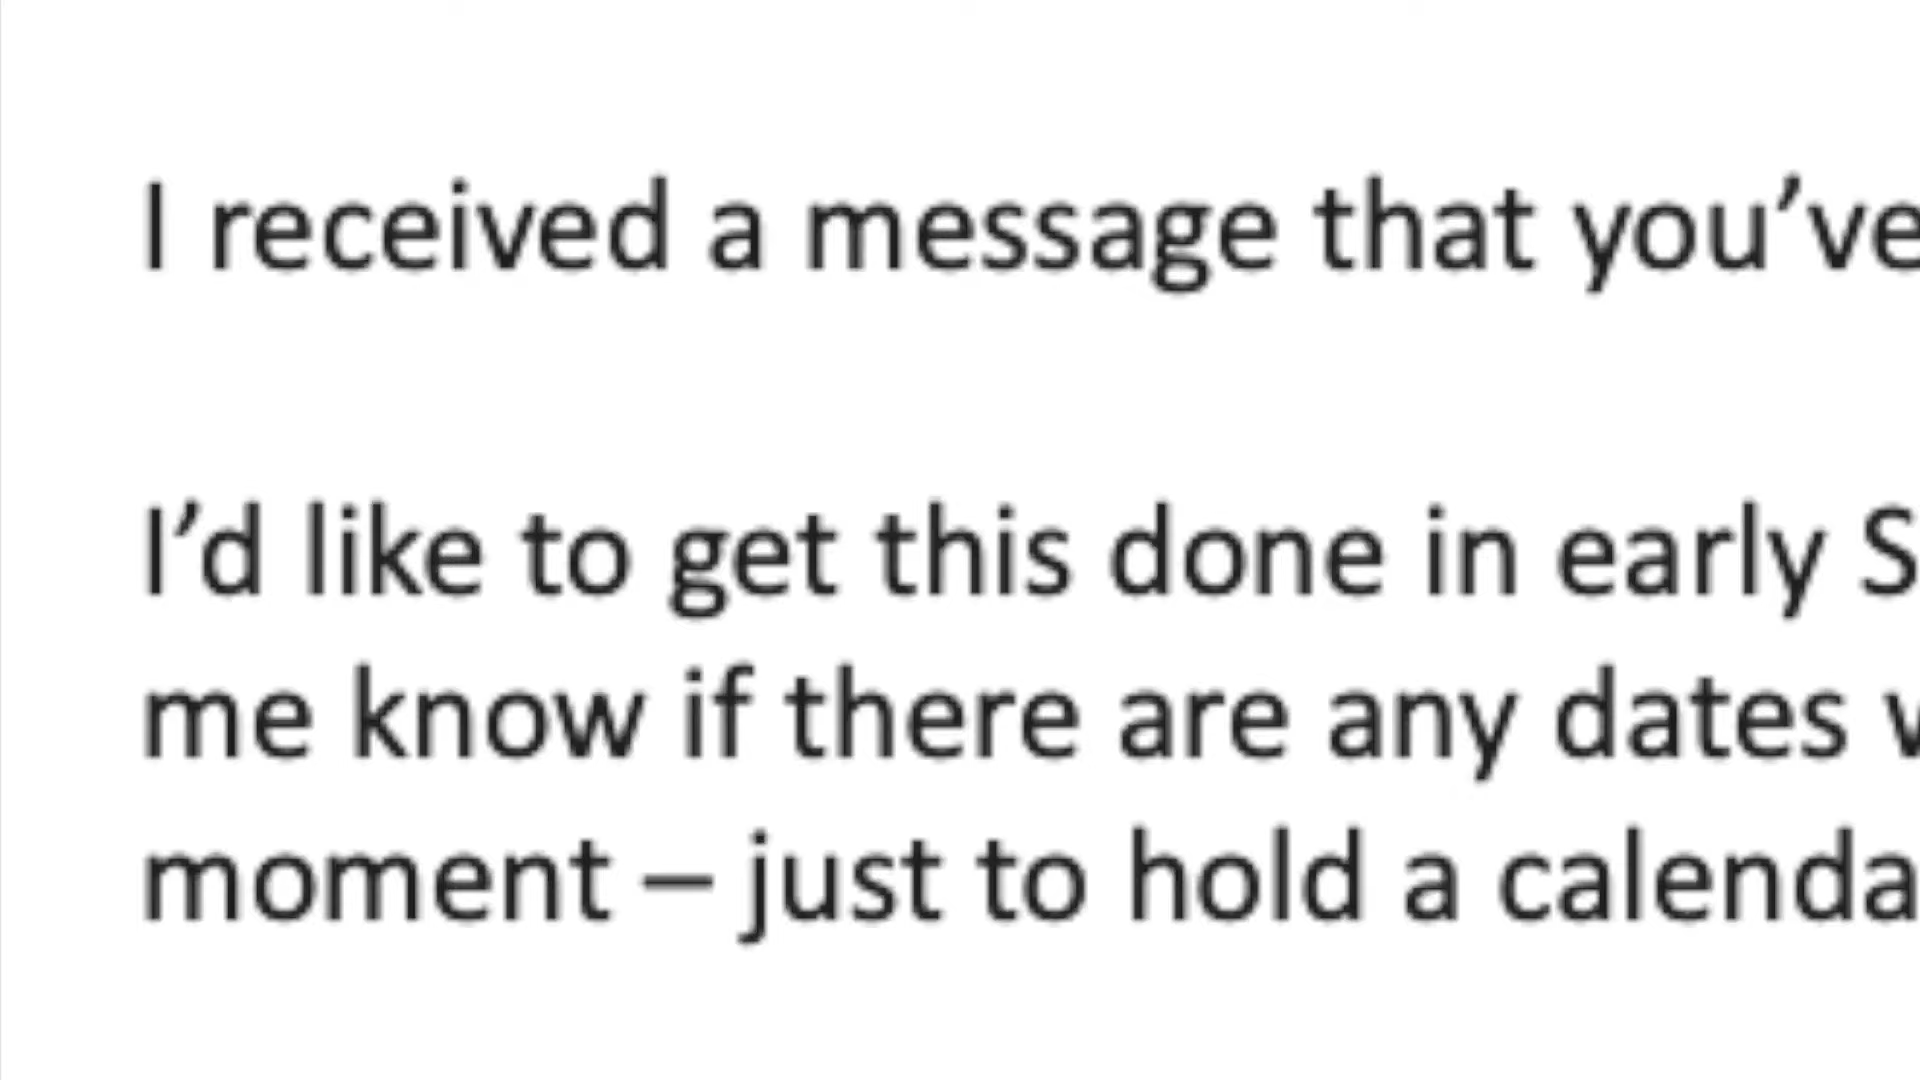 I received a message that you’ve
I’d like to get this done in early S
me know if there are any dates
moment – just to hold a calenda